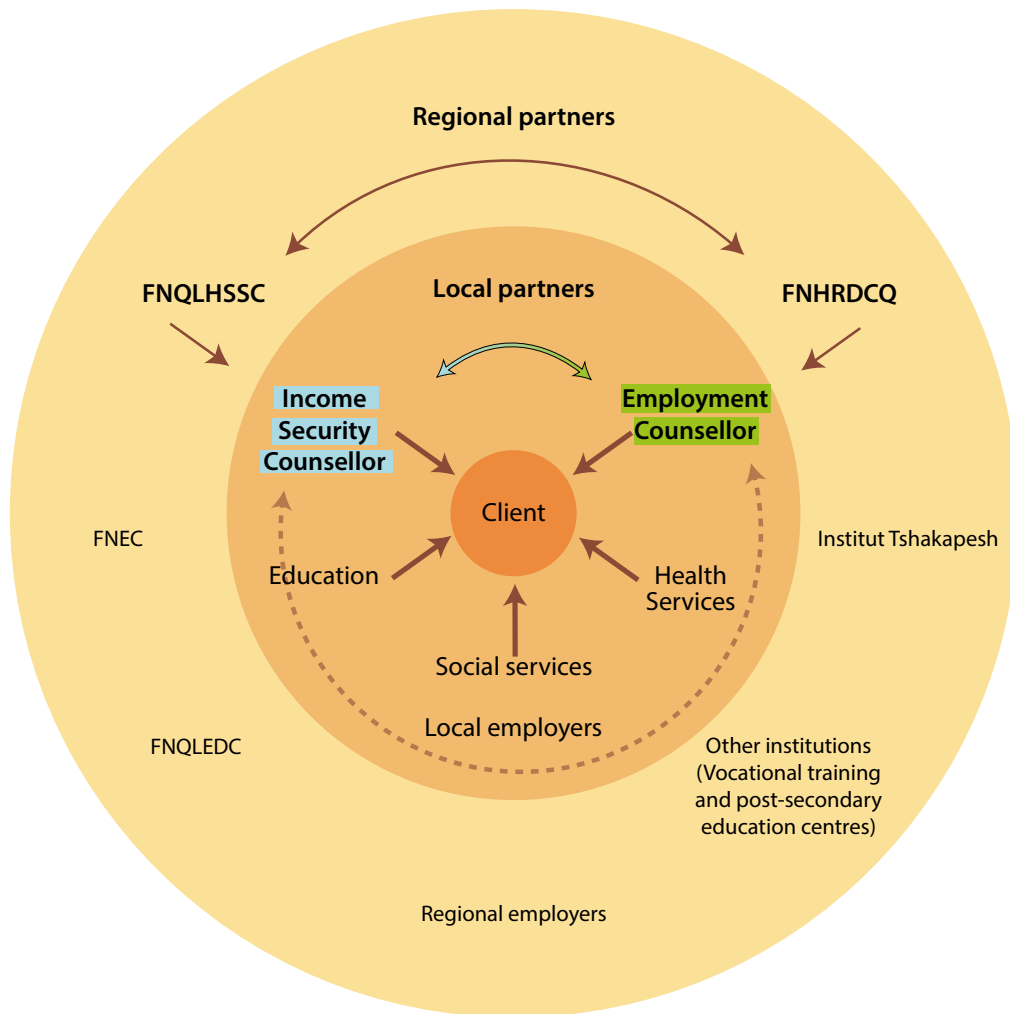 Regional partners
FNQLHSSC
FNHRDCQ
Local partners
Income
Security
Counsellor
Employment
Counsellor
Client
FNEC
Institut Tshakapesh
Education
Health
Services
Social services
Local employers
FNQLEDC
Other institutions
(Vocational training
and post-secondary
education centres)
Regional employers